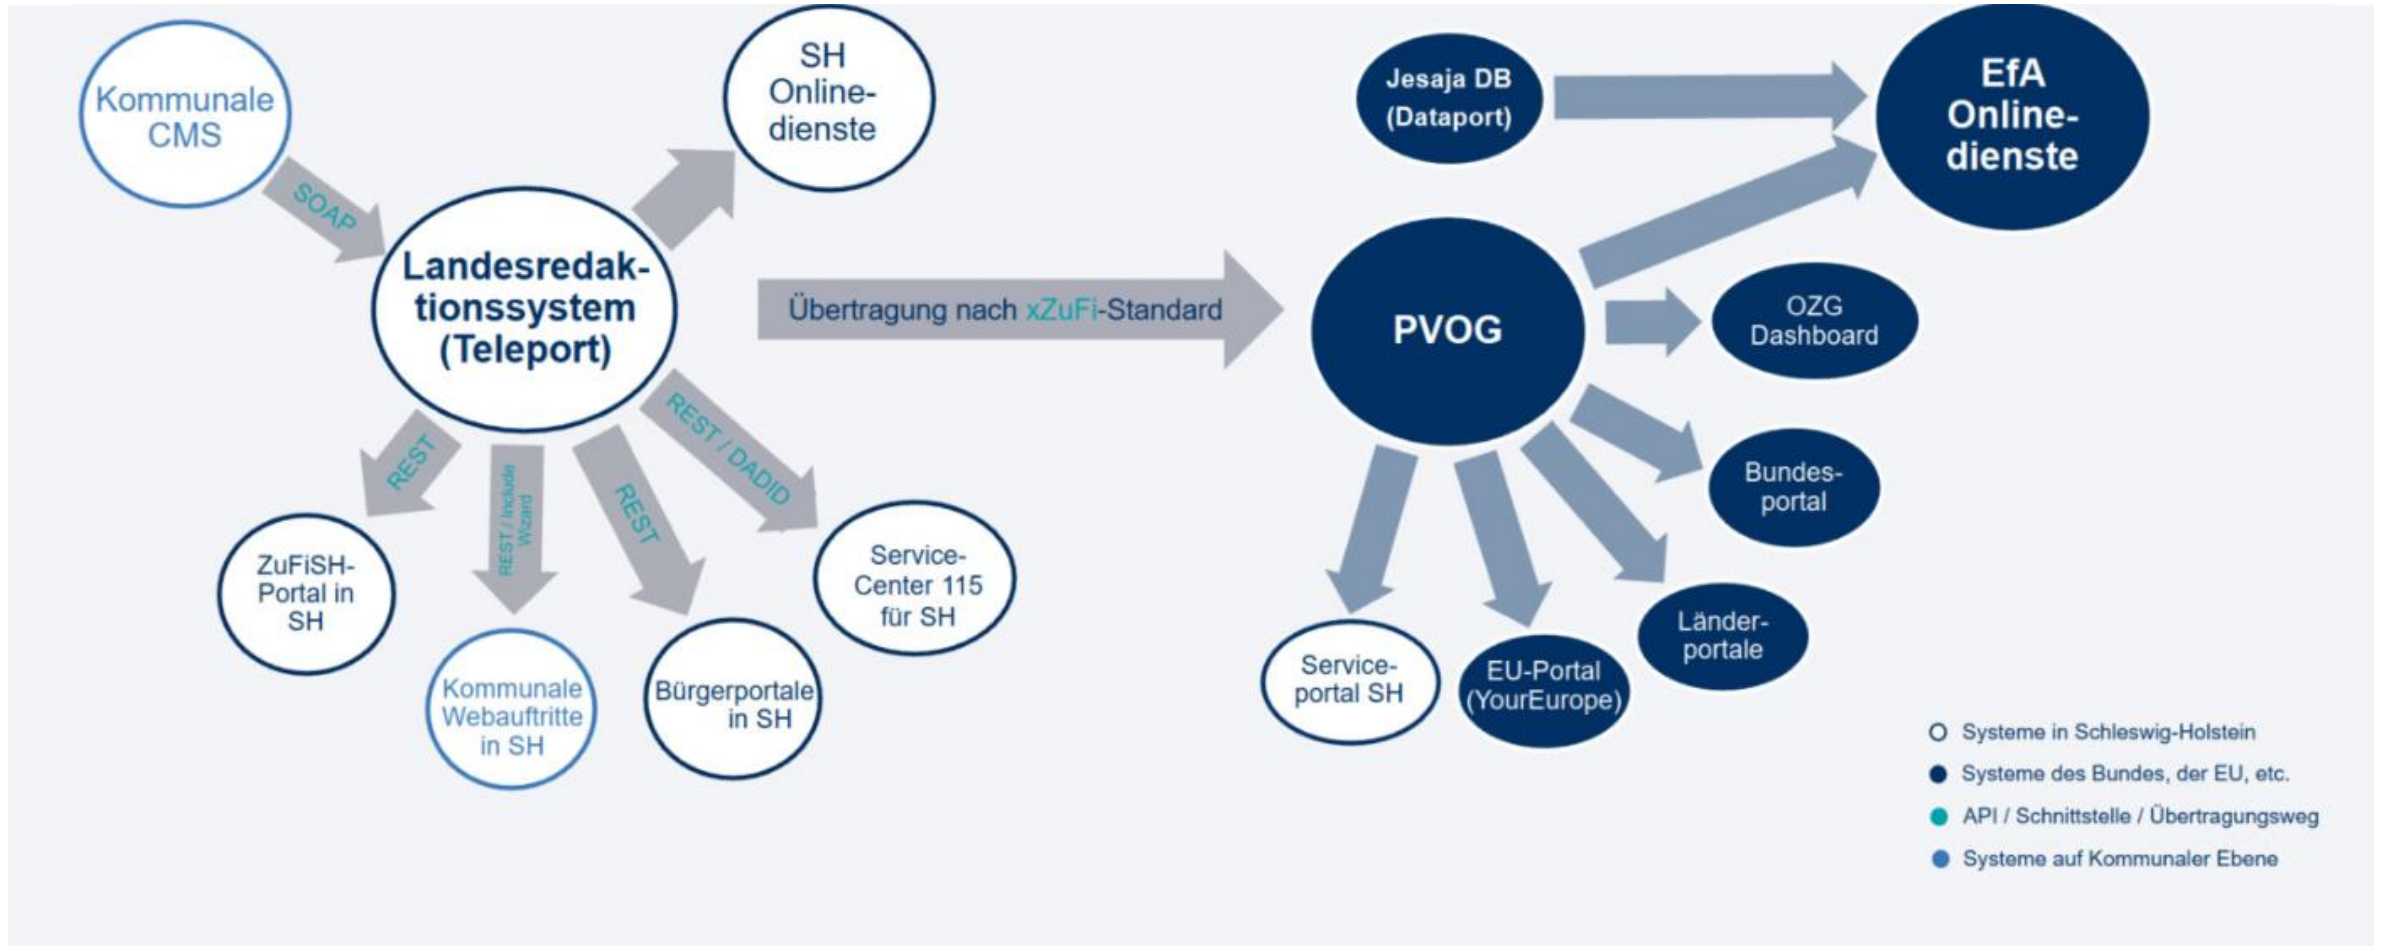 Kommunale
CMS
SOAP
SH
Online-
dienste
Landesredak-
tionssystem
(Teleport)
Übertragung nach xZuFi-Standard
REST
REST / Include
Wizard
REST
REST / DADID
ZuFiSH-
Portal in
SH
Kommunale
Webauftritte
in SH
Bürgerportale
in SH
Service-
Center 115
für SH
Jesaja DB
(Dataport)
EfA
Online-
dienste
PVOG
OZG
Dashboard
Bundes-
portal
Länder-
portale
EU-Portal
(YourEurope)
Service-
portal SH
Systeme in Schleswig-Holstein
Systeme des Bundes, der EU, etc.
API / Schnittstelle / Übertragungsweg
Systeme auf Kommunaler Ebene